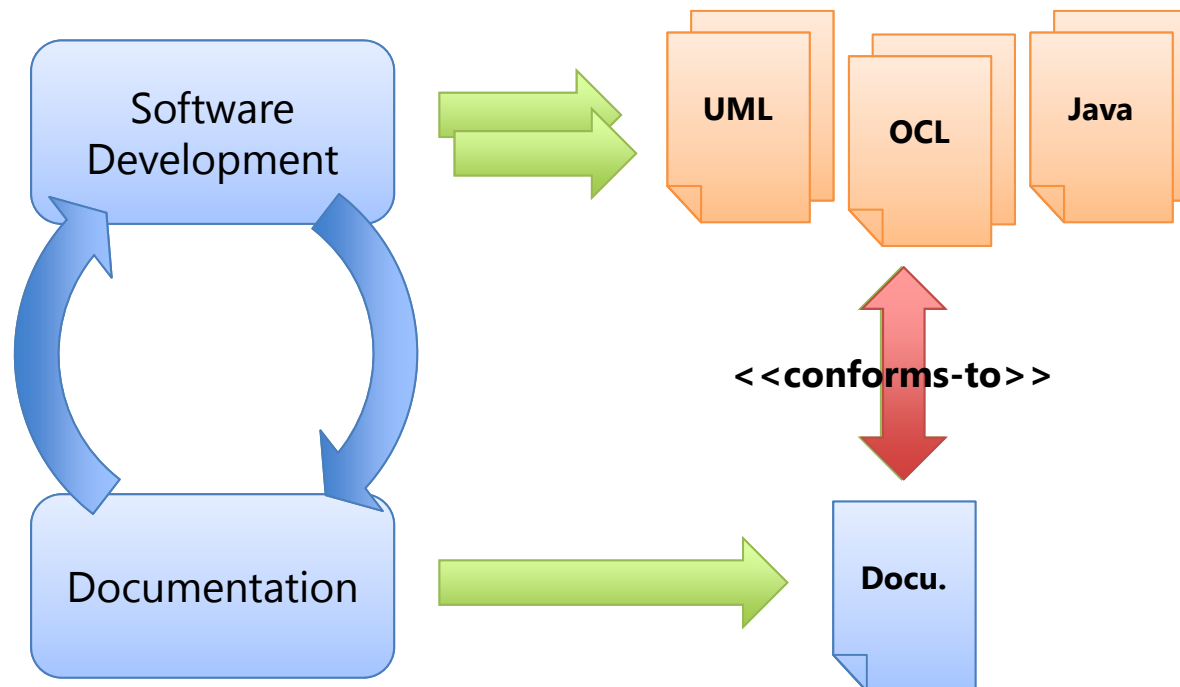 Software
Development
UML
OCL
Java
<<conforms-to>>
Documentation
Docu.